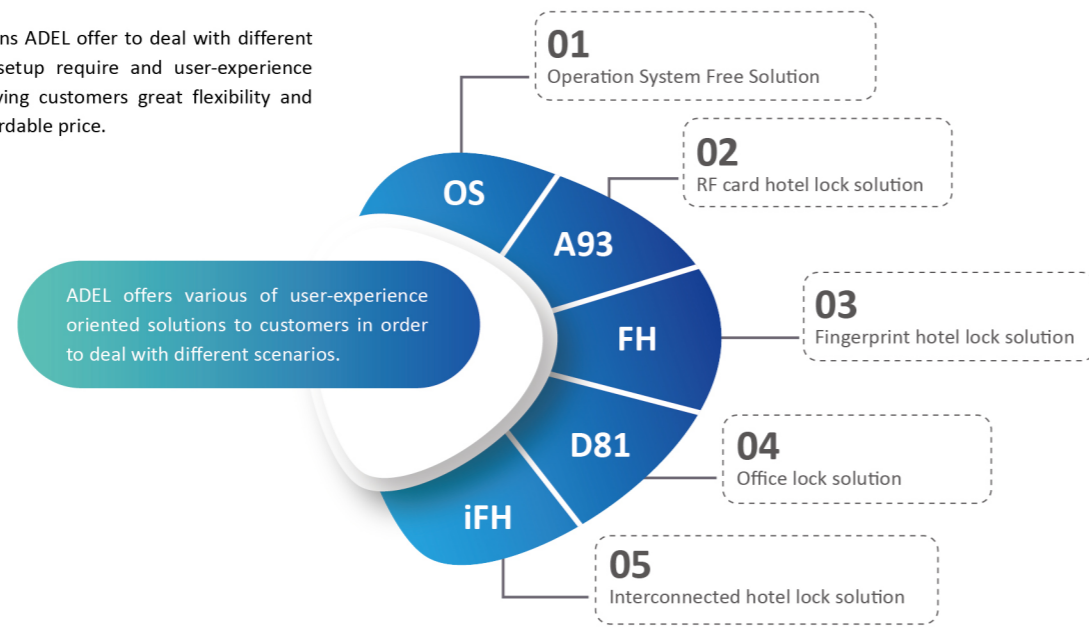 ns ADEL offer to deal with different
setup require and user-experience
ving customers great flexibility and
rdable price.
01
Operation System Free Solution
02
RF card hotel lock solution
OS
A93
ADEL offers various of user-experience
oriented solutions to customers in order
to deal with different scenarios.
FH
03
Fingerprint hotel lock solution
D81
04
Office lock solution
iFH
05
Interconnected hotel lock solution